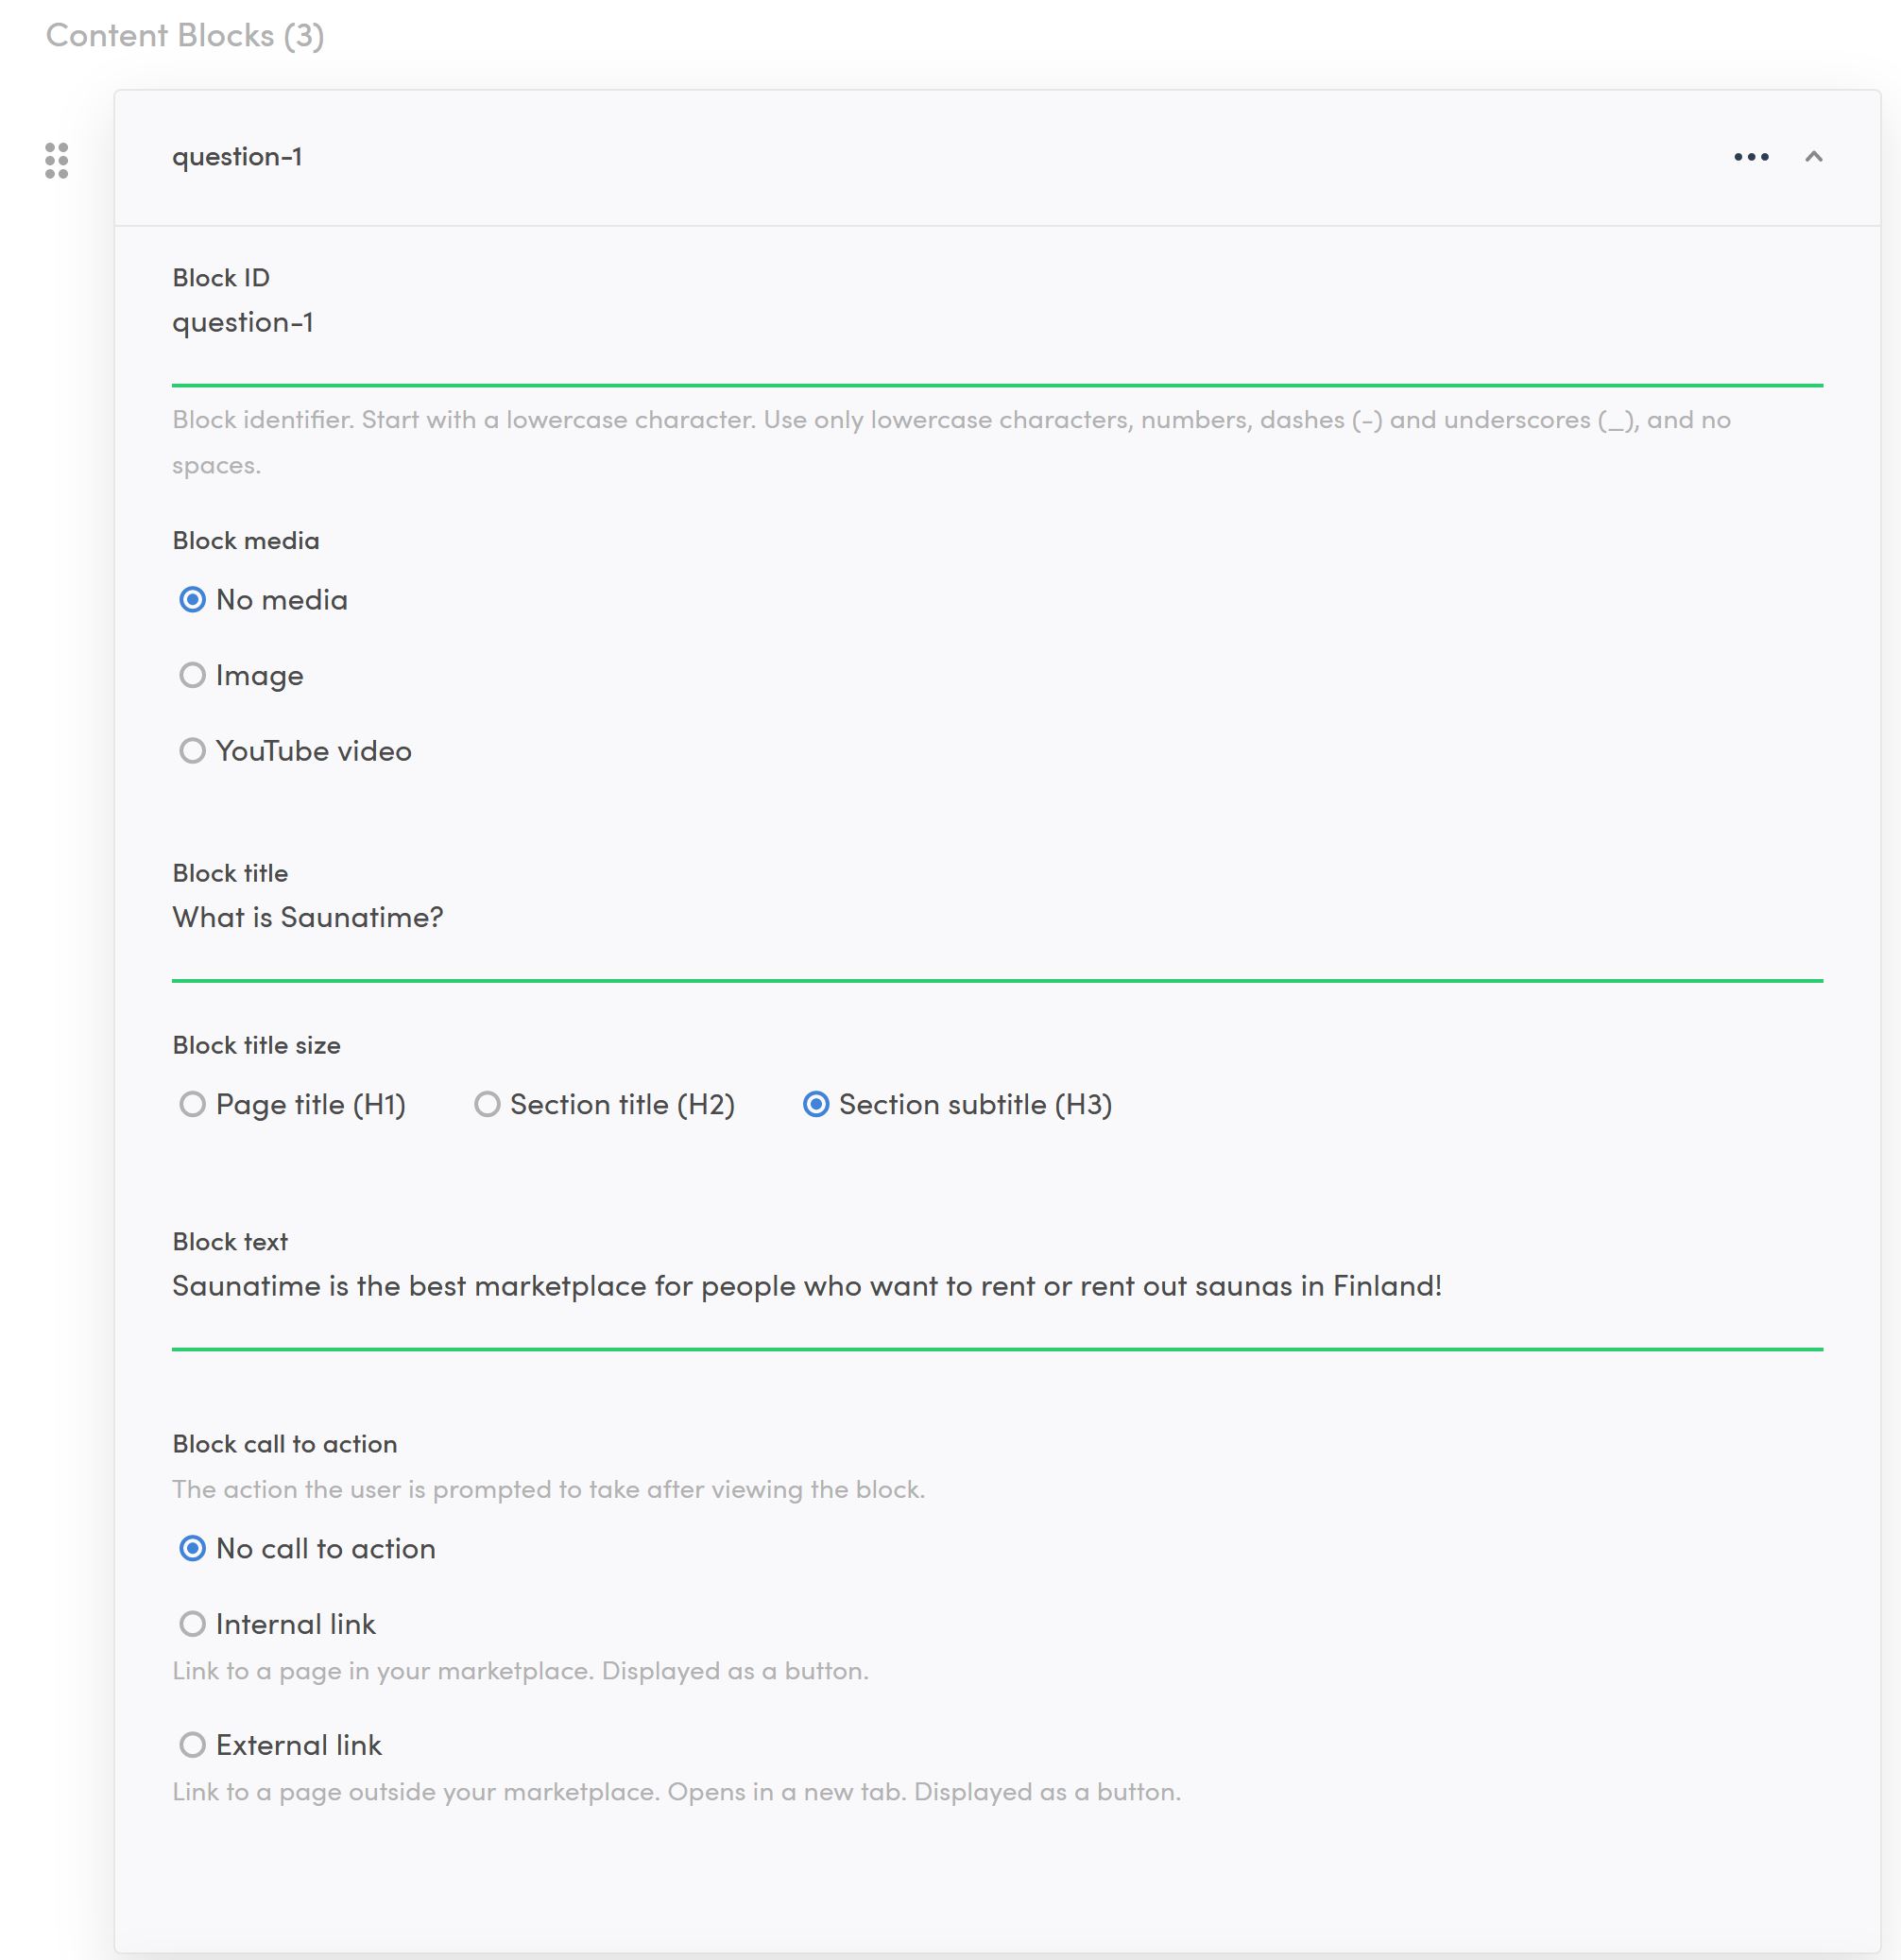 Content Blocks (3)
question-1
Block ID
question-1
Block identifier. Start with a lowercase character. Use only lowercase characters, numbers, dashes (-) and underscores (_), and no
spaces.
Block media
No media
Image
YouTube video
Block title
What is Saunatime?
Block title size
Page title (H1) Section title (H2) Section subtitle (H3)
Block text
Saunatime is the best marketplace for people who want to rent or rent out saunas in Finland!
Block call to action
The action the user is prompted to take after viewing the block.
No call to action
Internal link
Link to a page in your marketplace. Displayed as a button.
External link
Link to a page outside your marketplace. Opens in a new tab. Displayed as a button.